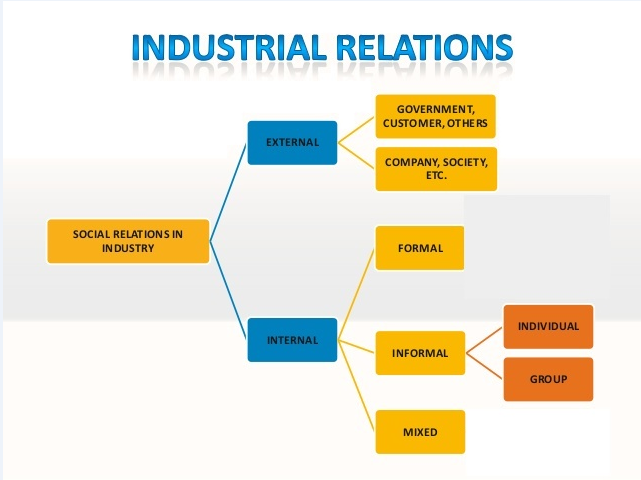 INDUSTRIAL RELATIONS
GOVERNMENT,
CUSTOMER, OTHERS
EXTERNAL
COMPANY, SOCIETY,
ETC.
SOCIAL RELATIONS IN
INDUSTRY
FORMAL
INTERNAL
INDIVIDUAL
INFORMAL
GROUP
MIXED